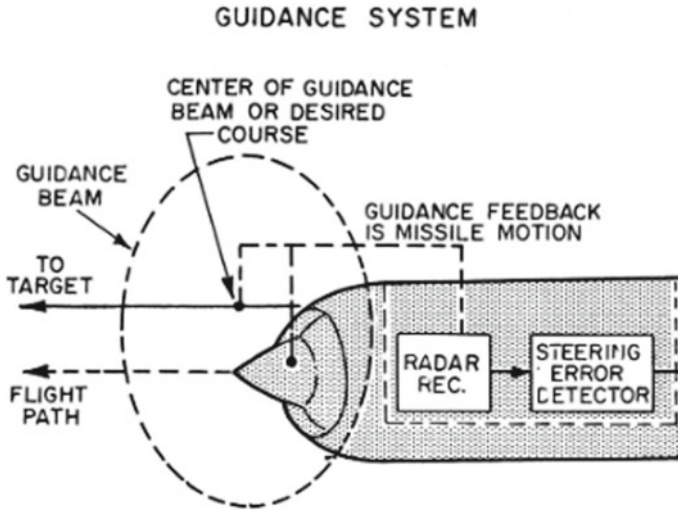 GUIDANCE SYSTEM
CENTER OF GUIDANCE
BEAM OR DESIRED
COURSE
GUIDANCE
BEAM
GUIDANCE FEEDBACK
IS MISSILE MOTION
TO
TARGET
RADAR
REC.
STEERING
ERROR
DETECTOR
FLIGHT
PATH